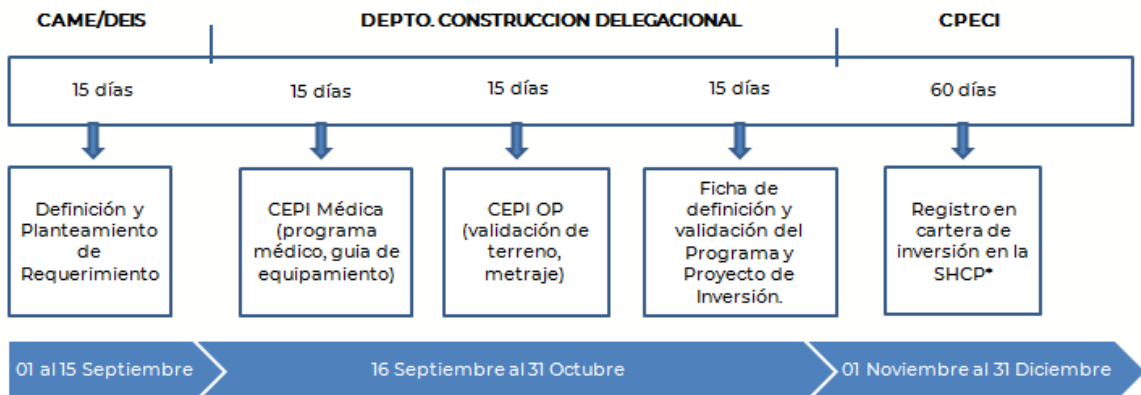 CAME/DEIS
DEPTO. CONSTRUCCION DELEGACIONAL
CPECI
15 días
15 días
15 días
15 días
60 días
Definición y
Planteamiento
de
Requerimiento
CEPI Médica
(programa
médico, guia de
equipamiento)
CEPI OP
(validación de
terreno,
metraje)
Ficha de
definición y
validación del
Programa y
Proyecto de
Inversión.
Registro en
cartera de
inversión en la
SHCP*
01 al 15 Septiembre
16 Septiembre al 31 Octubre
01 Noviembre al 31 Diciembre